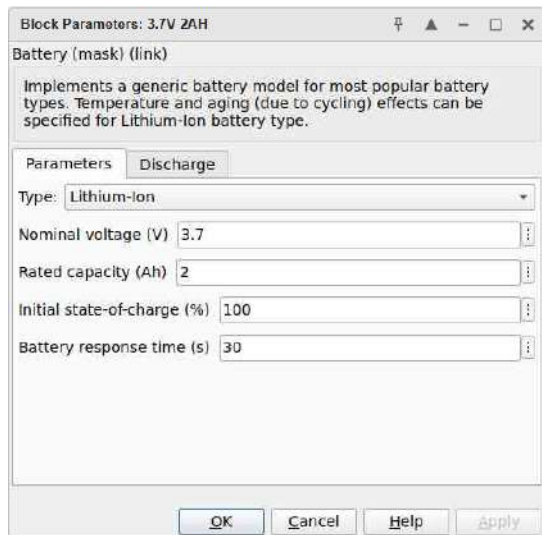 Block Parameters: 3.7V 2AH
Battery (mask) (link)
Implements a generic battery model for most popular battery
types. Temperature and aging (due to cycling) effects can be
specified for Lithium-Ion battery type.
Parameters Discharge
Type: Lithium-Ion
Nominal voltage (V) 3.7
Rated capacity (Ah) 2
Initial state-of-charge (%) 100
Battery response time (s) 30
OK Cancel Help Apply